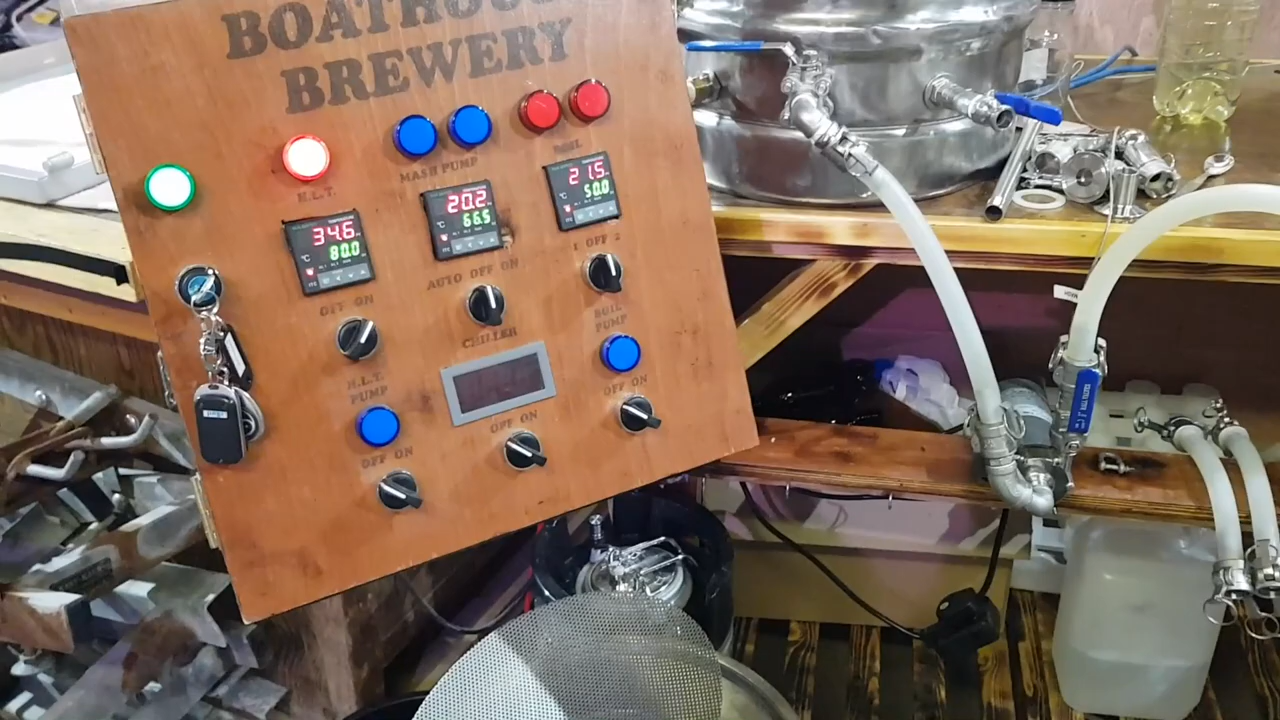 BOATHOUSE
BREWERY
H.L.T.
MASH PUMP
BOIL
34.6
°C 80.0
20.2
°C 66.5
21.5
°C 50.0
OFF ON
AUTO OFF ON
1 OFF 2
CHILLER
BOIL
PUMP
H.L.T.
PUMP
OFF ON
OFF ON
OFF ON